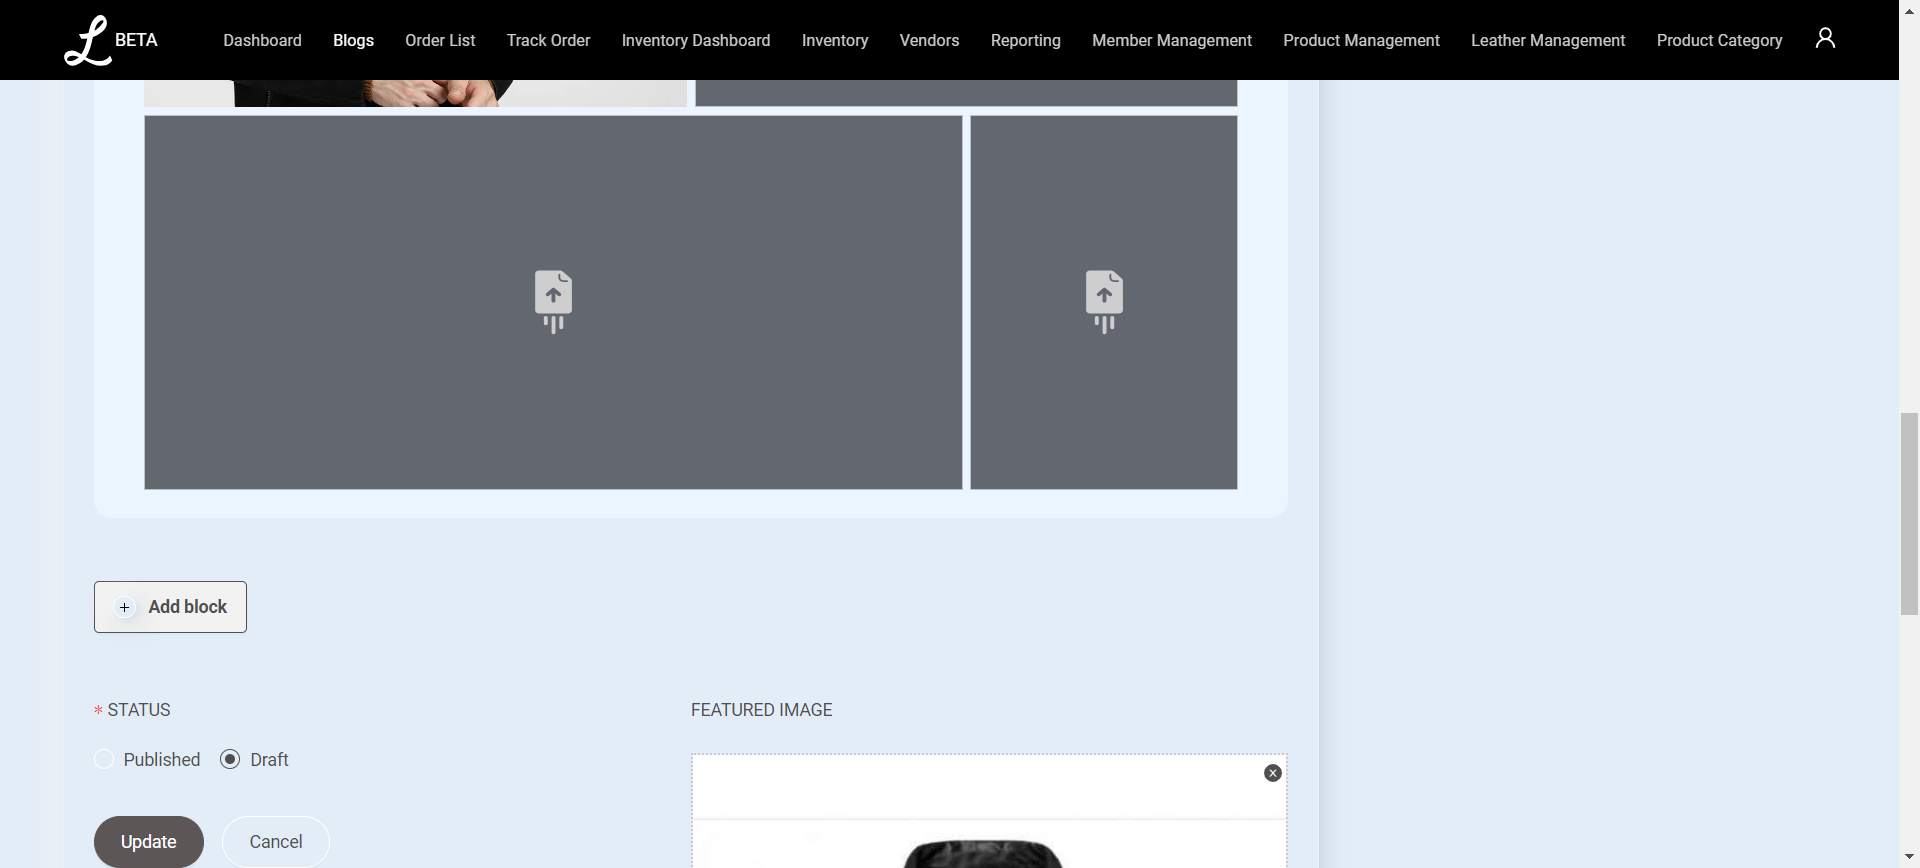 L BETA Dashboard Blogs Order List Track Order Inventory Dashboard Inventory Vendors Reporting Member Management Product Management Leather Management Product Category
Add block
* STATUS
FEATURED IMAGE
Published Draft
Update Cancel